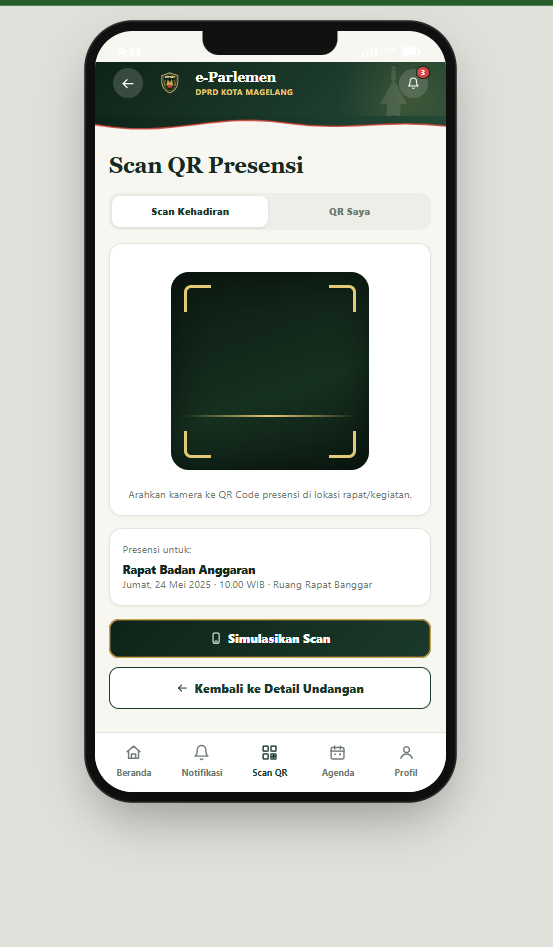 9:41
e-Parlemen
DPRD KOTA MAGELANG
3
Scan QR Presensi
Scan Kehadiran
QR Saya
Arahkan kamera ke QR Code presensi di lokasi rapat/kegiatan.
Presensi untuk:
Rapat Badan Anggaran
Jumat, 24 Mei 2025 · 10.00 WIB · Ruang Rapat Banggar
Simulasikan Scan
← Kembali ke Detail Undangan
Beranda
Notifikasi
Scan QR
Agenda
Profil